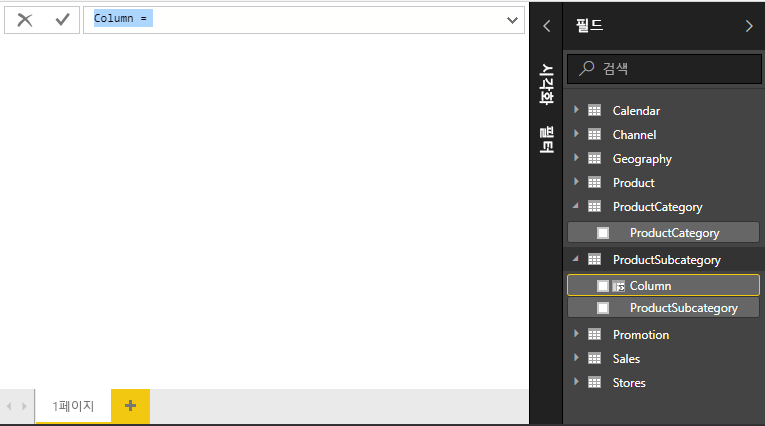 Column =
시각화
필터
필드
검색
Calendar
Channel
Geography
Product
ProductCategory
ProductCategory
ProductSubcategory
Column
ProductSubcategory
Promotion
Sales
Stores
1페이지